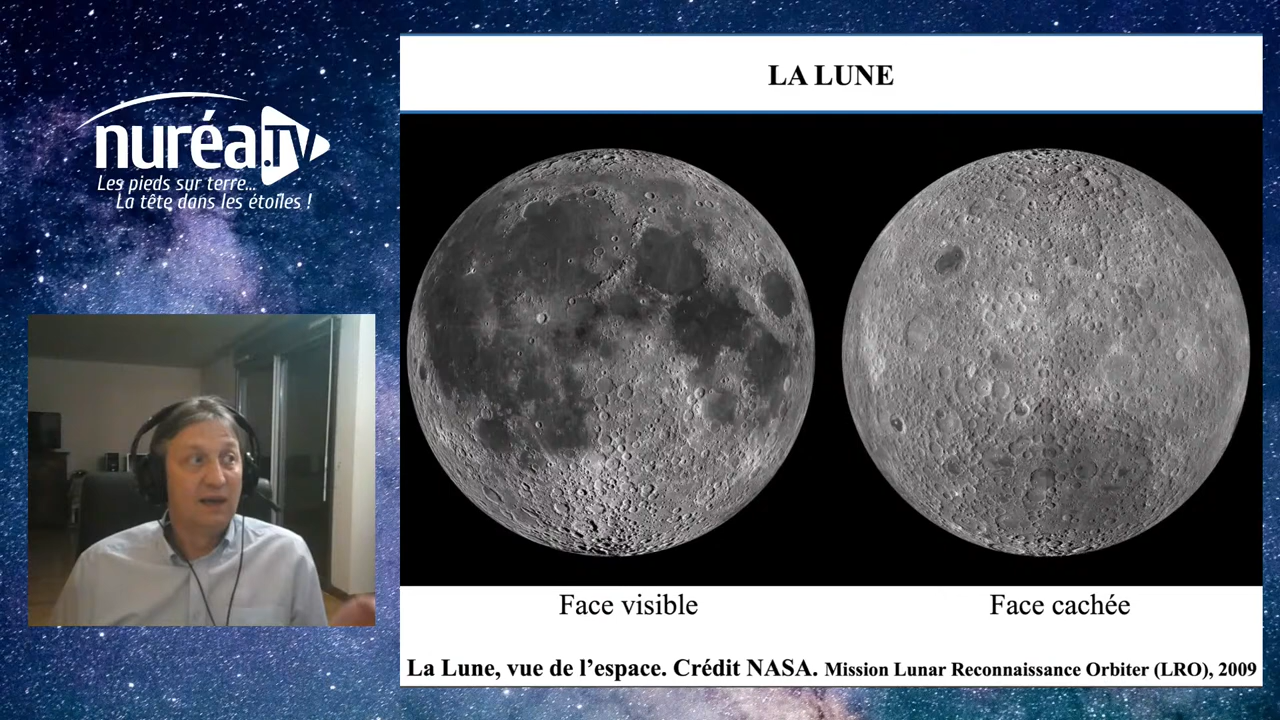 nuréa.TV
Les pieds sur terre...
La tête dans les étoiles !
LA LUNE
Face visible
Face cachée
La Lune, vue de l’espace. Crédit NASA. Mission Lunar Reconnaissance Orbiter (LRO), 2009